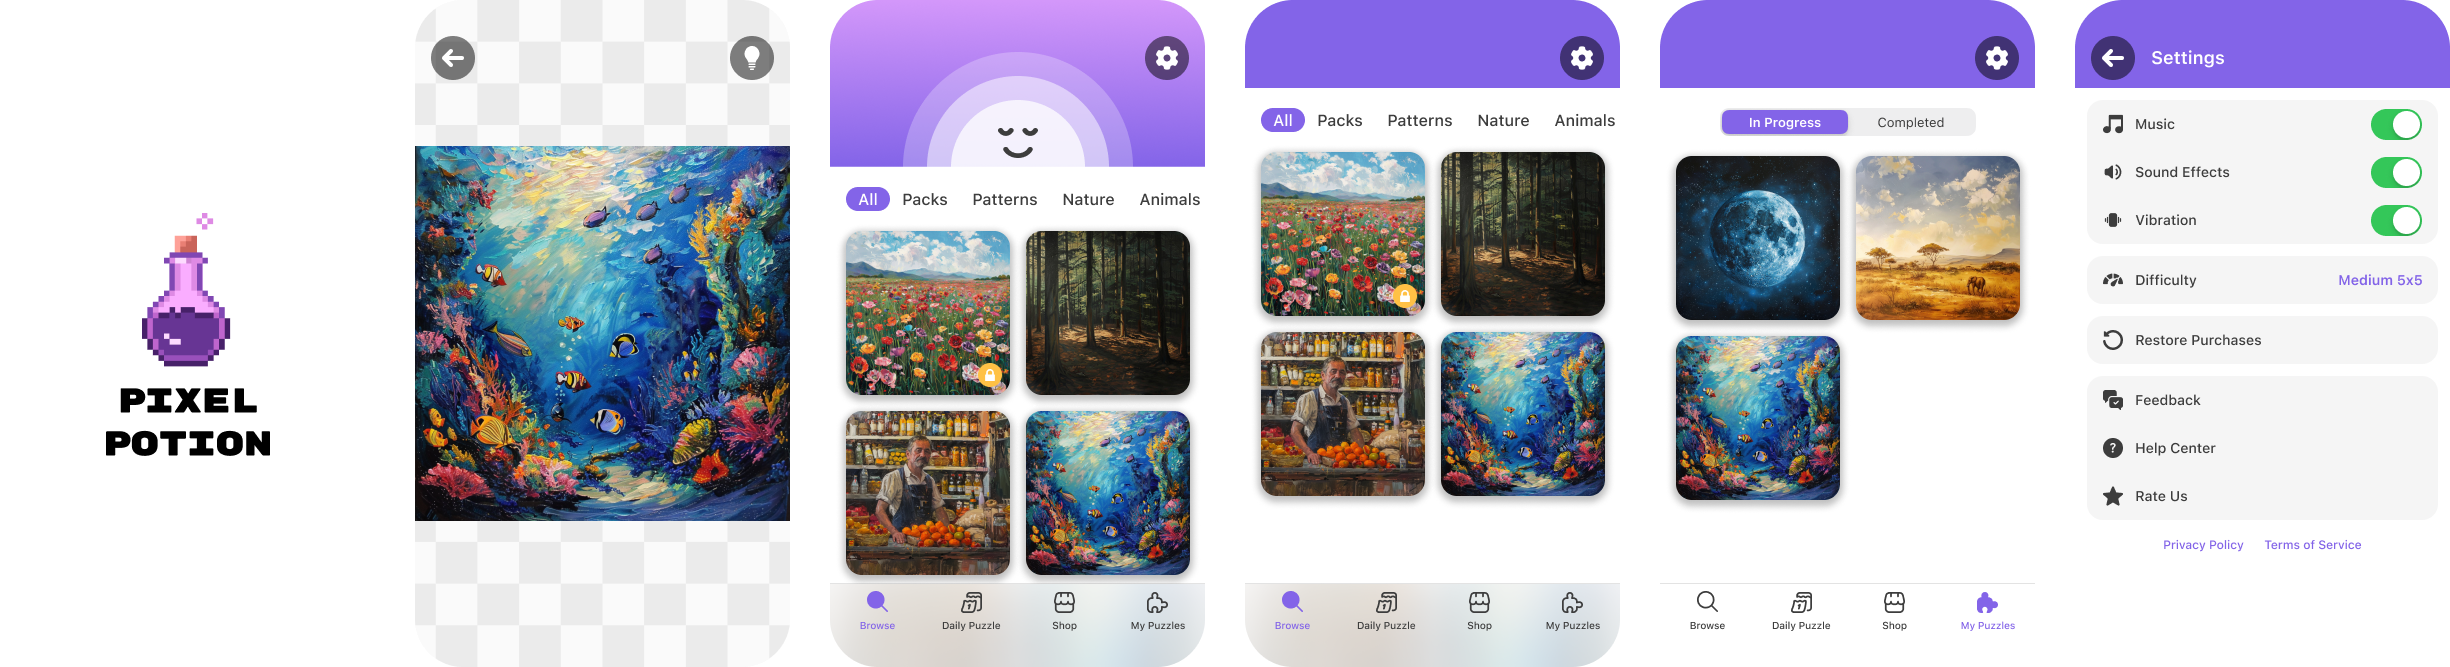 PIXEL
POTION
All Packs Patterns Nature Animals
Browse Daily Puzzle Shop My Puzzles
All Packs Patterns Nature Animals
Browse Daily Puzzle Shop My Puzzles
In Progress Completed
Browse Daily Puzzle Shop My Puzzles
Settings
Music
Sound Effects
Vibration
Difficulty Medium 5x5
Restore Purchases
Feedback
Help Center
Rate Us
Privacy Policy Terms of Service